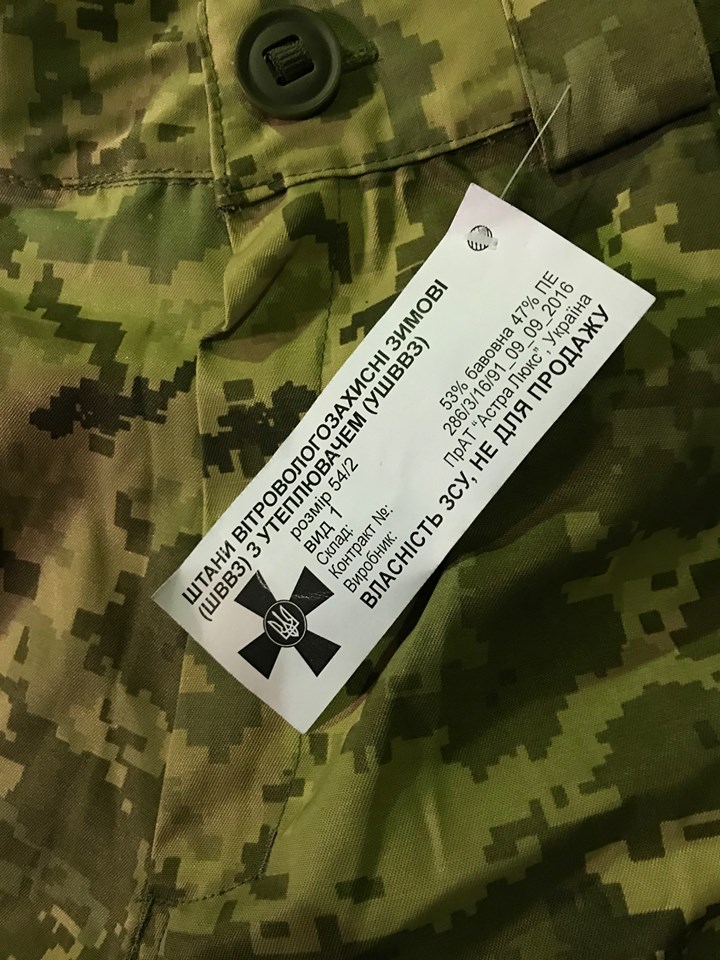 ШТАНИ ВІТРОВОЛОГОЗАХИСНІ ЗИМОВІ
(ШВВЗ) З УТЕПЛЮВАЧЕМ (УШВВЗ)
розмір 54/2
ВИД 1
Склад: 53% бавовна 47% ПЕ
Контракт №: 286/3/16/91_09_09_2016
Виробник: ПрАТ "Астра Люкс", Україна
ВЛАСНІСТЬ ЗСУ, НЕ ДЛЯ ПРОДАЖУ